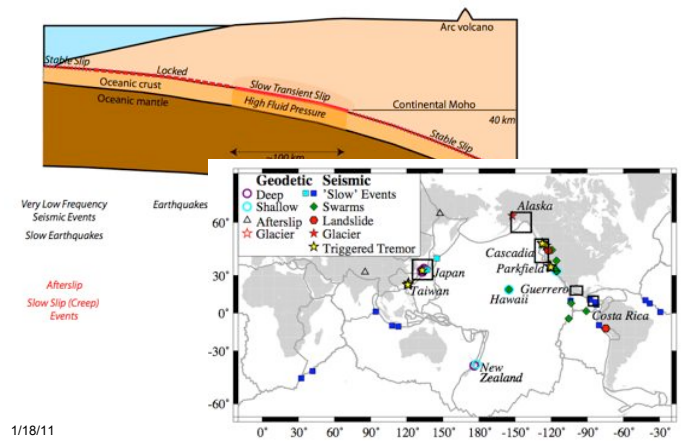 Arc volcano
Stable Slip
Locked
Slow Transient Slip
Oceanic crust
High Fluid Pressure
Continental Moho
Oceanic mantle
40 km
Stable Slip
~100 km
Very Low Frequency
Seismic Events
Earthquakes
Slow Earthquakes
Afterslip
Slow Slip (Creep)
Events
Geodetic Seismic
Deep 'Slow' Events
Shallow Swarms
Afterslip Landslide
Glacier Glacier
Triggered Tremor
Alaska
Cascadia
Parkfield
Japan
Taiwan
Guerrero
Hawaii
Costa Rica
New
Zealand
60°
30°
0°
-30°
-60°
0° 30° 60° 90° 120° 150° 180° -150° -120° -90° -60° -30°
1/18/11